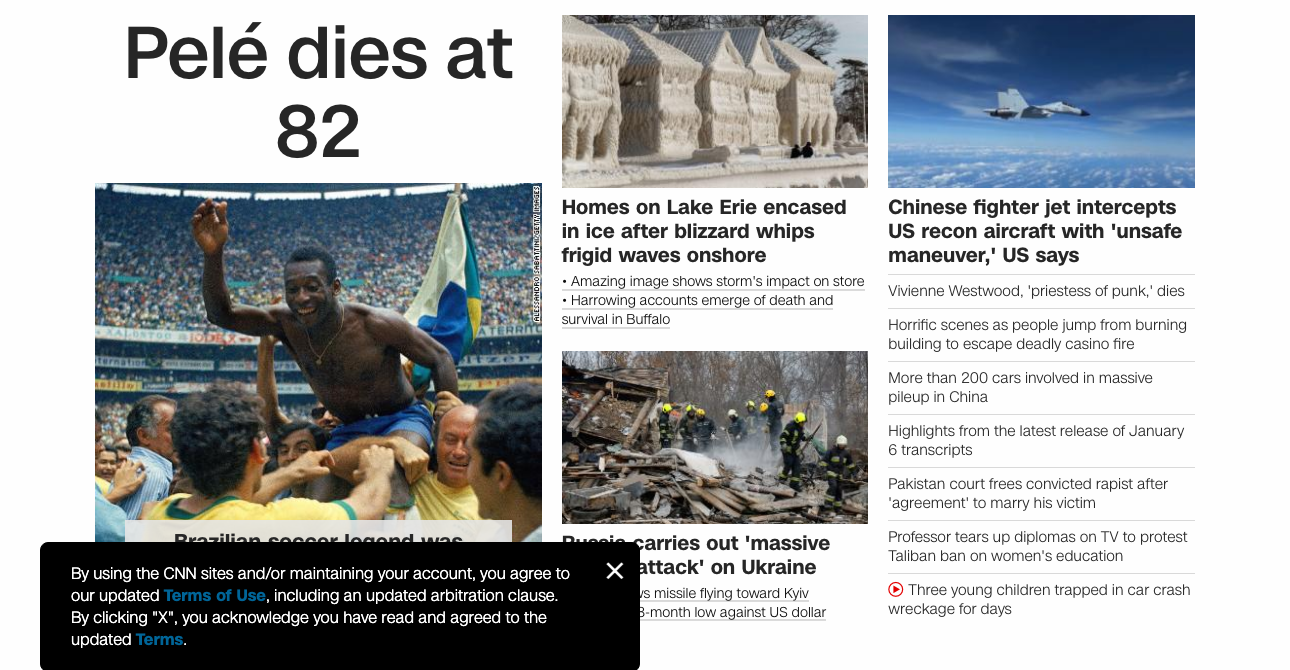 Pelé dies at
82
ALESSANDRO SABATTINI/GETTY IMAGES
Brazilian soccer legend was
By using the CNN sites and/or maintaining your account, you agree to
our updated Terms of Use, including an updated arbitration clause.
By clicking "X", you acknowledge you have read and agreed to the
updated Terms.
Homes on Lake Erie encased
in ice after blizzard whips
frigid waves onshore
• Amazing image shows storm's impact on store
• Harrowing accounts emerge of death and
survival in Buffalo
Russia carries out 'massive
attack' on Ukraine
missile flying toward Kyiv
-month low against US dollar
Chinese fighter jet intercepts
US recon aircraft with 'unsafe
maneuver,' US says
Vivienne Westwood, 'priestess of punk,' dies
Horrific scenes as people jump from burning
building to escape deadly casino fire
More than 200 cars involved in massive
pileup in China
Highlights from the latest release of January
6 transcripts
Pakistan court frees convicted rapist after
'agreement' to marry his victim
Professor tears up diplomas on TV to protest
Taliban ban on women's education
Three young children trapped in car crash
wreckage for days